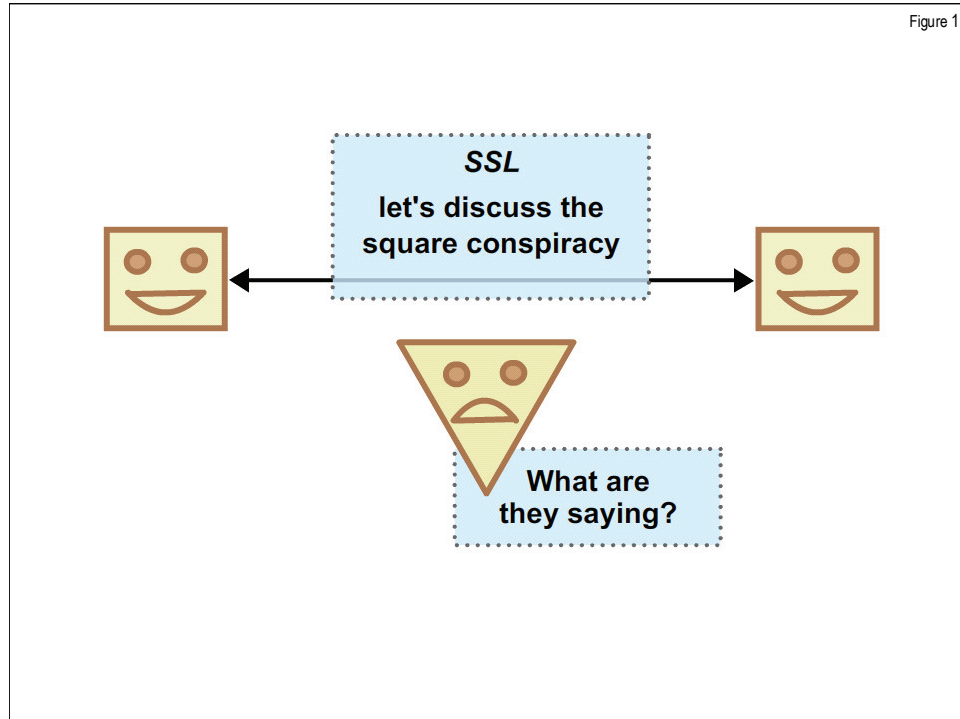 Figure 1
SSL
let's discuss the
square conspiracy
What are
they saying?